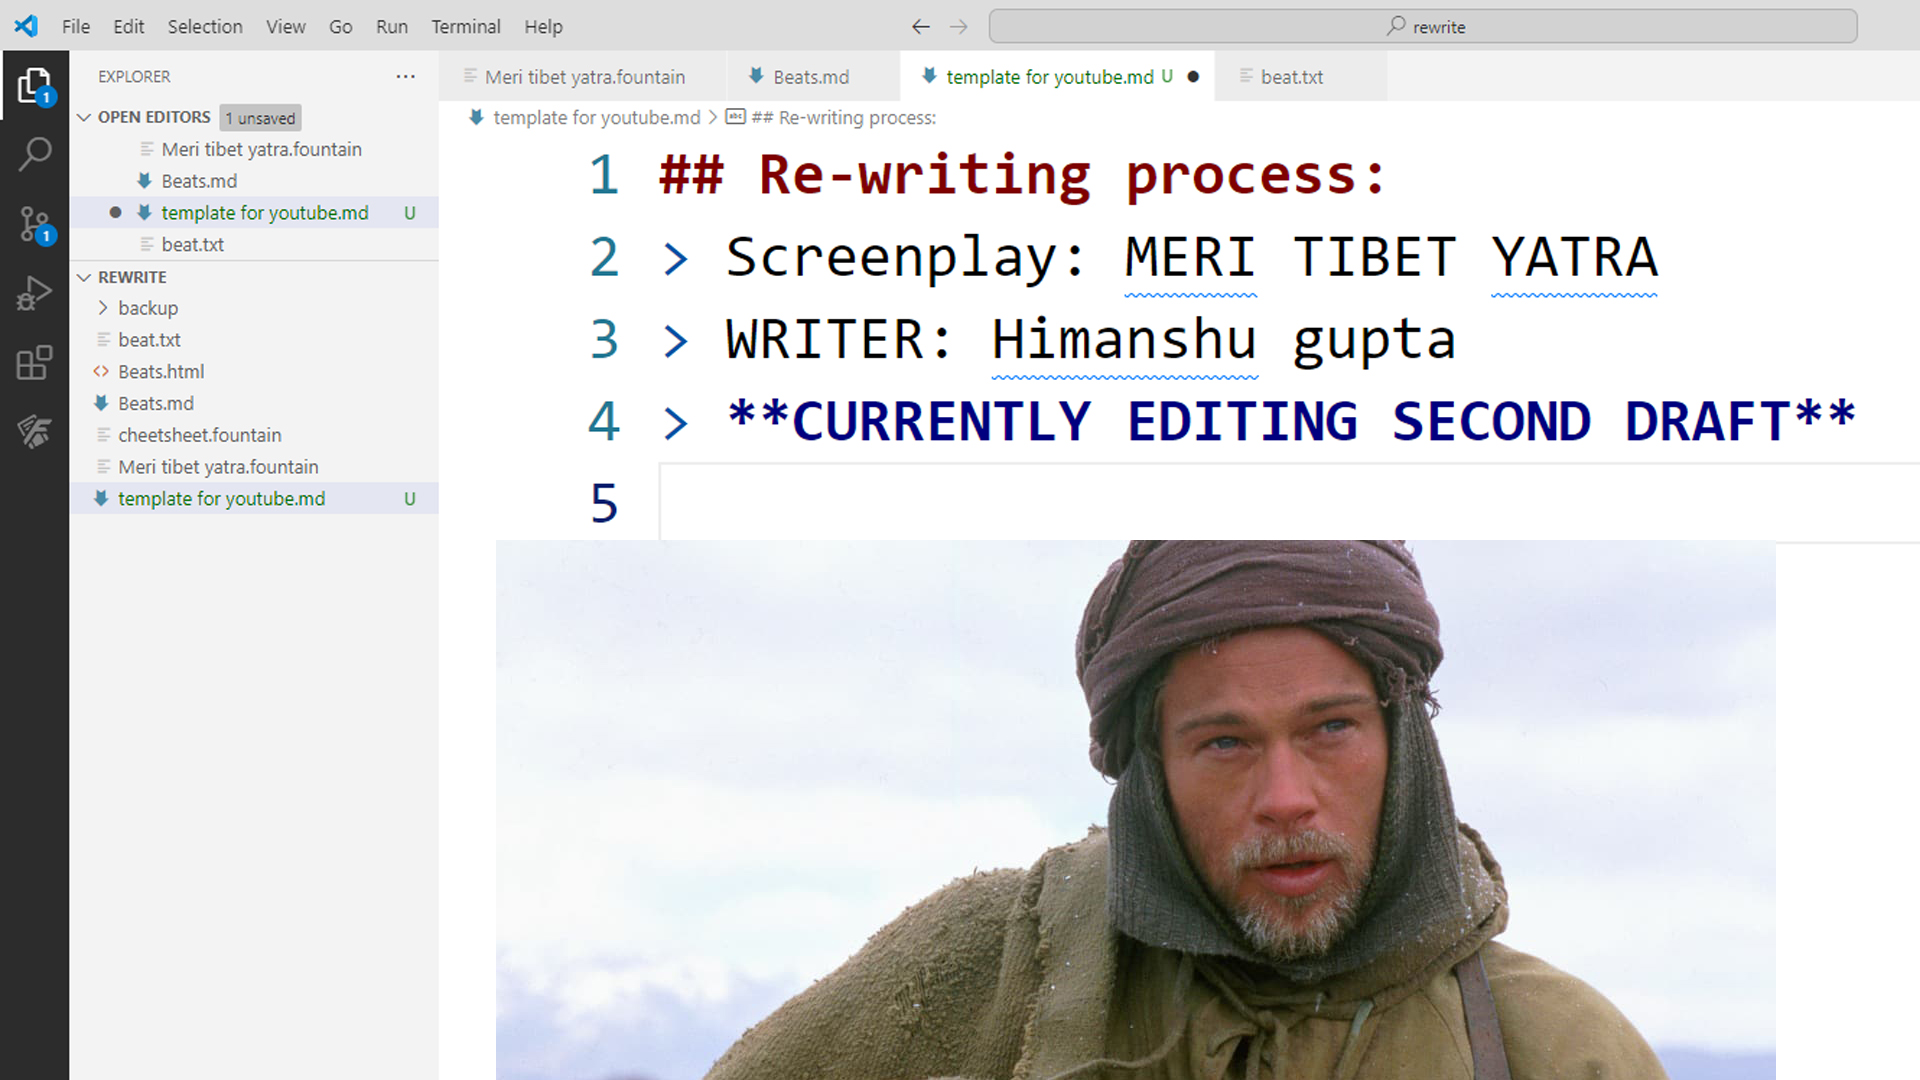 File Edit Selection View Go Run Terminal Help
rewrite
EXPLORER
OPEN EDITORS 1 unsaved
Meri tibet yatra.fountain
Beats.md
template for youtube.md U
beat.txt
REWRITE
backup
beat.txt
Beats.html
Beats.md
cheetsheet.fountain
Meri tibet yatra.fountain
template for youtube.md U
1
1
Meri tibet yatra.fountain Beats.md template for youtube.md U beat.txt
template for youtube.md > ## Re-writing process:
1 ## Re-writing process:
2 > Screenplay: MERI TIBET YATRA
3 > WRITER: Himanshu gupta
4 > **CURRENTLY EDITING SECOND DRAFT**
5